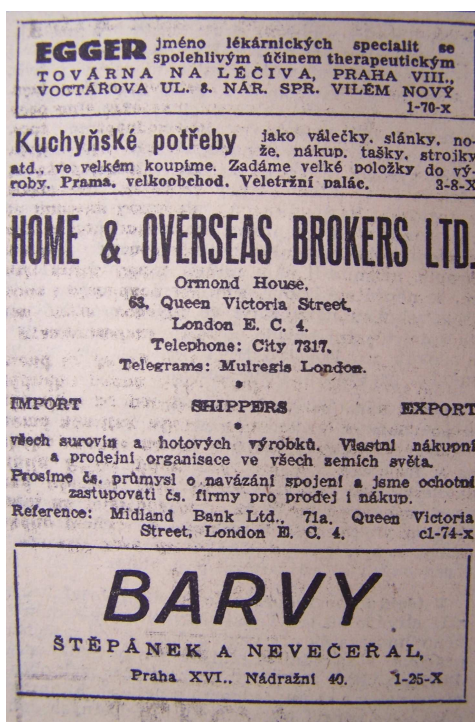 EGGER jméno lékárnických specialit se
spolehlivým účinem therapeutickým
TOVÁRNA NA LÉČIVA, PRAHA VIII.,
VOCTÁŘOVA UL. 8. NÁR. SPR. VILÉM NOVÝ
1-70-x
Kuchyňské potřeby jako válečky, slánky, no-
že, nákup. tašky, strojky
atd., ve velkém koupíme. Zadáme velké položky do vý-
roby. Prama, velkoobchod, Veletržní palác. 3-8-X
HOME & OVERSEAS BROKERS LTD.
Ormond House,
63, Queen Victoria Street,
London E. C. 4.
Telephone: City 7317,
Telegrams: Mulregis London.
IMPORT SHIPPERS EXPORT
všech surovin a hotových výrobků. Vlastní nákupní
a prodejní organisace ve všech zemích světa.
Prosíme čs. průmysl o navázání spojení a jsme ochotni
zastupovati čs. firmy pro prodej i nákup.
Reference: Midland Bank Ltd., 71a, Queen Victoria
Street, London E. C. 4. c1-74-x
BARVY
ŠTĚPÁNEK A NEVEČEŘAL,
Praha XVI., Nádražní 40. 1-25-X